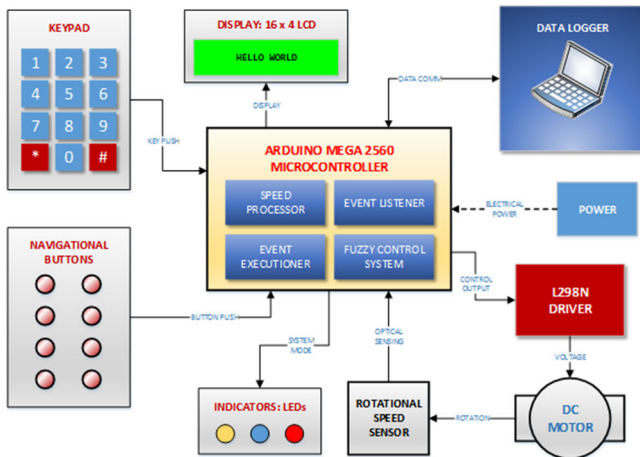 KEYPAD
1 2 3
4 5 6
7 8 9
* 0 #
DISPLAY: 16 x 4 LCD
HELLO WORLD
DATA LOGGER
DATA COMM
DISPLAY
KEY PUSH
ARDUINO MEGA 2560
MICROCONTROLLER
SPEED
PROCESSOR
EVENT LISTENER
EVENT
EXECUTIONER
FUZZY CONTROL
SYSTEM
ELECTRICAL
POWER
POWER
NAVIGATIONAL
BUTTONS
BUTTON PUSH
CONTROL
OUTPUT
L298N
DRIVER
SYSTEM
MODE
OPTICAL
SENSING
VOLTAGE
INDICATORS: LEDs
ROTATIONAL
SPEED
SENSOR
ROTATION
DC
MOTOR